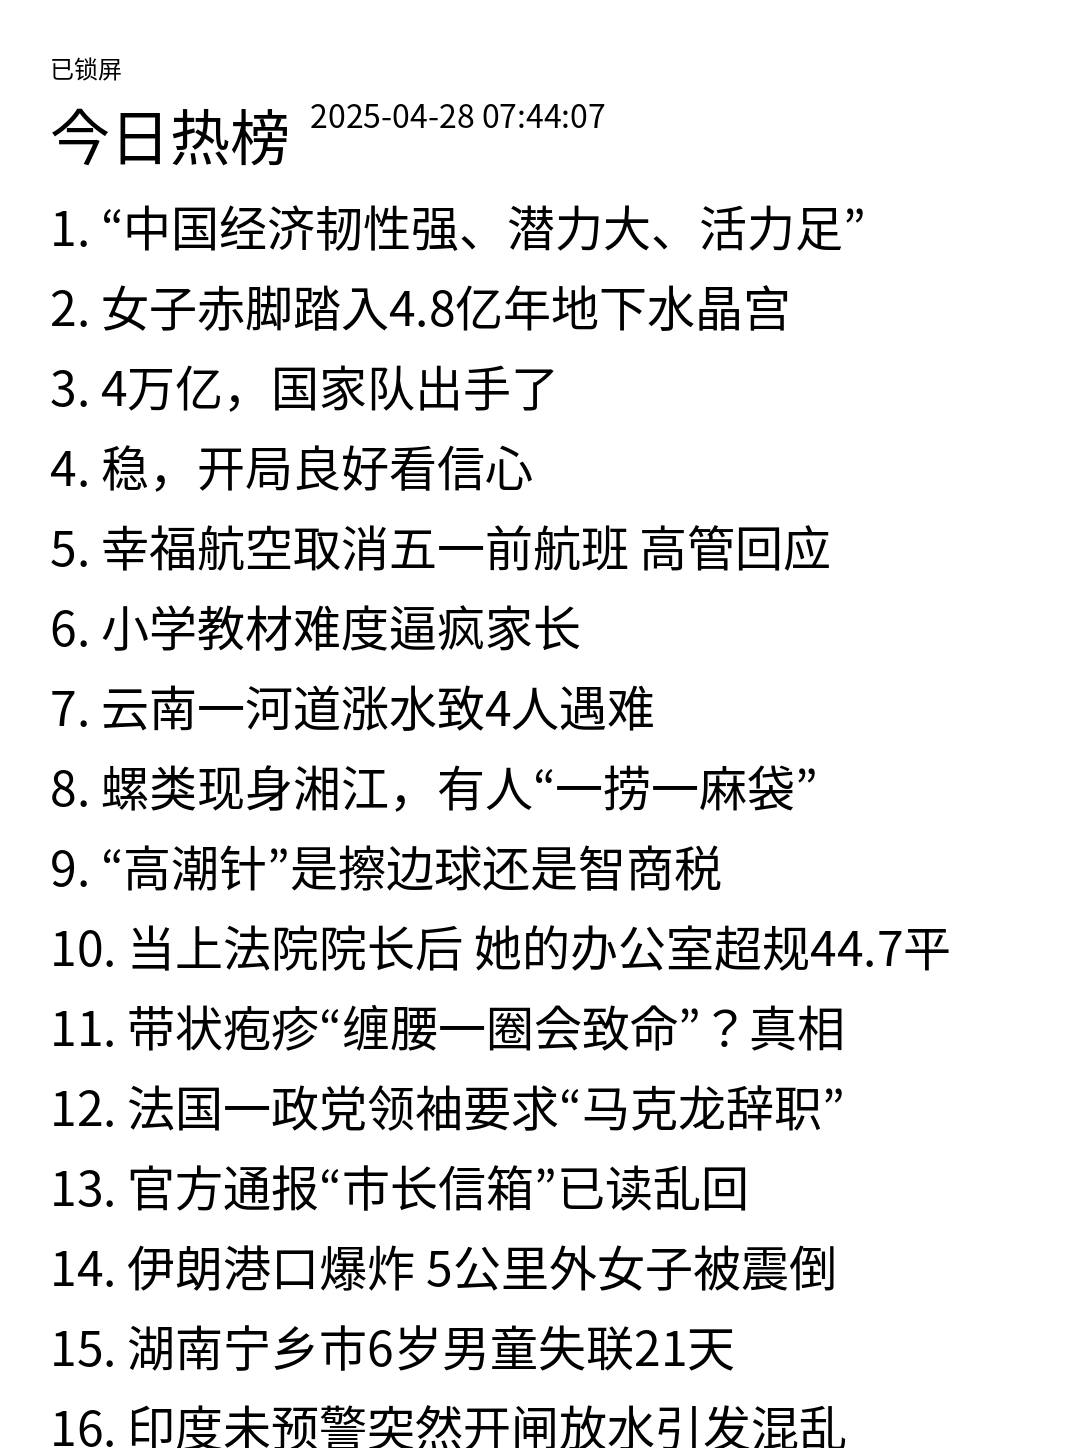 已锁屏
今日热榜 2025-04-28 07:44:07
1. “中国经济韧性强、潜力大、活力足”
2. 女子赤脚踏入4.8亿年地下水晶宫
3. 4万亿，国家队出手了
4. 稳，开局良好看信心
5. 幸福航空取消五一前航班 高管回应
6. 小学教材难度逼疯家长
7. 云南一河道涨水致4人遇难
8. 螺类现身湘江，有人“一捞一麻袋”
9. “高潮针”是擦边球还是智商税
10. 当上法院院长后 她的办公室超规44.7平
11. 带状疱疹“缠腰一圈会致命”？真相
12. 法国一政党领袖要求“马克龙辞职”
13. 官方通报“市长信箱”已读乱回
14. 伊朗港口爆炸 5公里外女子被震倒
15. 湖南宁乡市6岁男童失联21天
16. 印度未预警突然开闸放水引发混乱